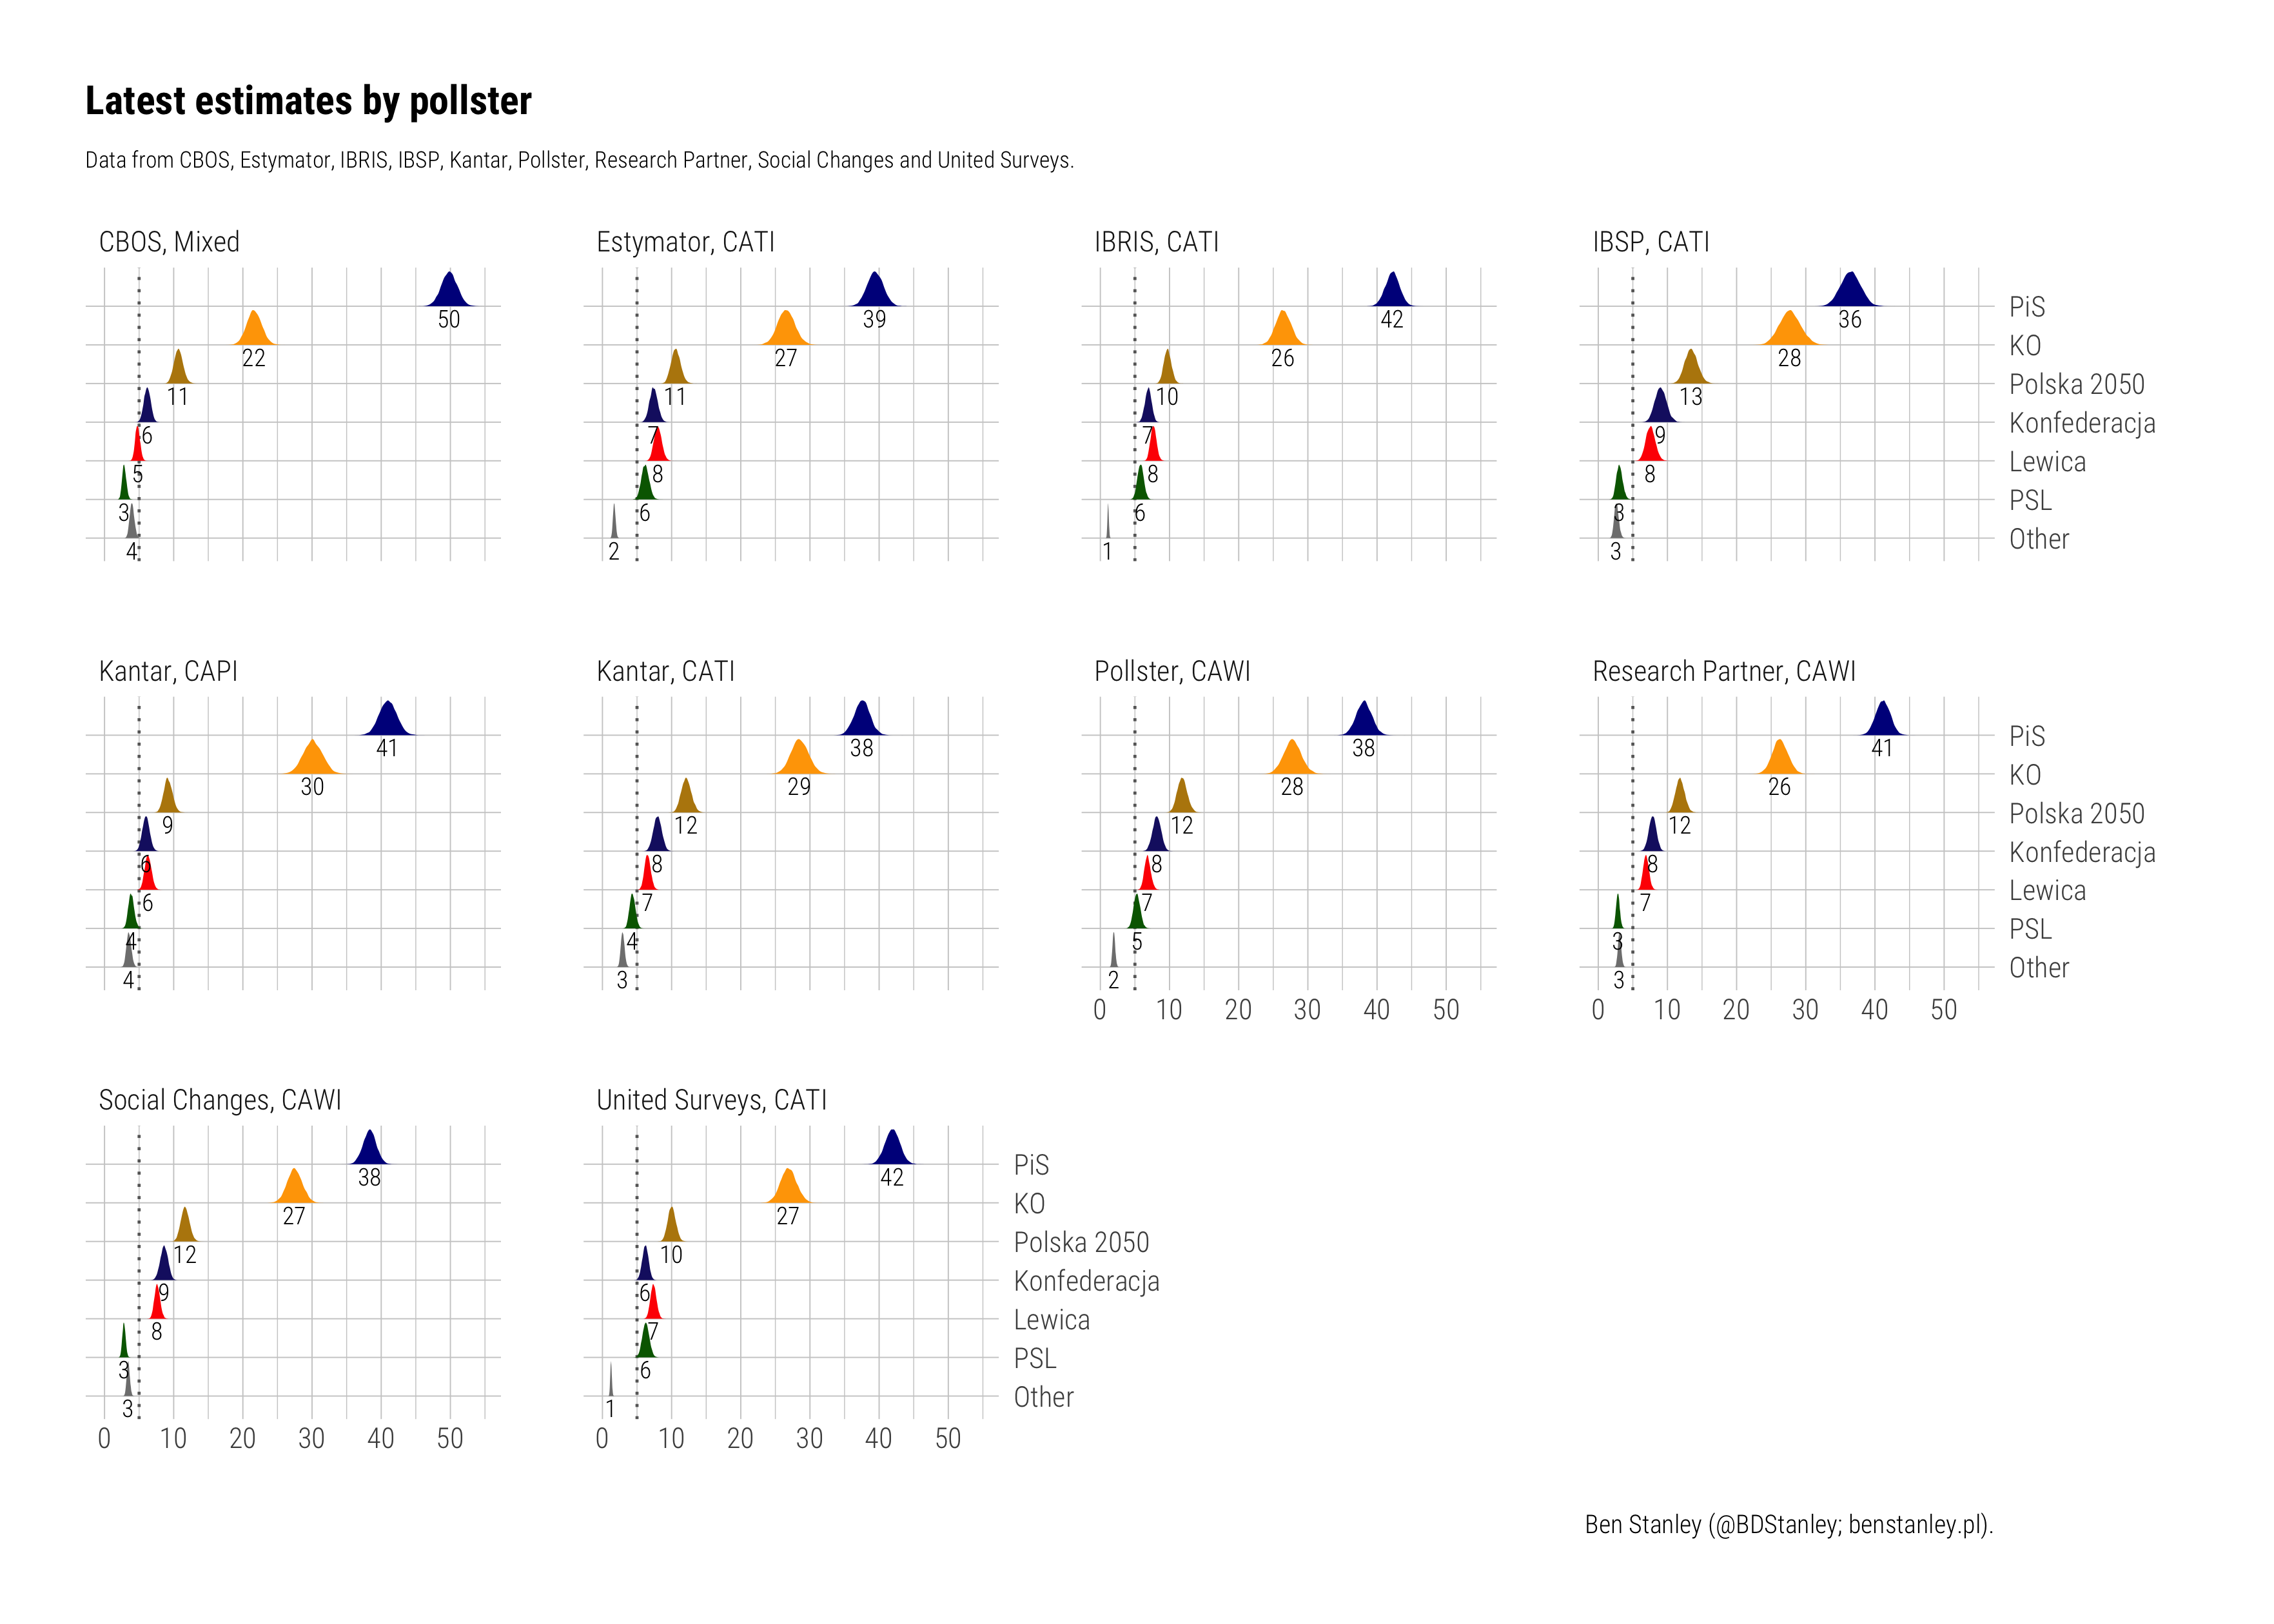 Latest estimates by pollster
Data from CBOS, Estymator, IBRIS, IBSP, Kantar, Pollster, Research Partner, Social Changes and United Surveys.
CBOS, Mixed
50
22
11
6
5
3
4
Estymator, CATI
39
27
11
7
8
6
2
IBRIS, CATI
42
26
10
7
8
6
1
IBSP, CATI
36
28
13
9
8
3
3
PiS
KO
Polska 2050
Konfederacja
Lewica
PSL
Other
Kantar, CAPI
41
30
9
6
6
4
4
Kantar, CATI
38
29
12
8
7
4
3
Pollster, CAWI
38
28
12
8
7
5
2
0 10 20 30 40 50
Research Partner, CAWI
41
26
12
8
7
3
3
0 10 20 30 40 50
PiS
KO
Polska 2050
Konfederacja
Lewica
PSL
Other
Social Changes, CAWI
38
27
12
9
8
3
3
0 10 20 30 40 50
United Surveys, CATI
42
27
10
6
7
6
1
0 10 20 30 40 50
PiS
KO
Polska 2050
Konfederacja
Lewica
PSL
Other
Ben Stanley (@BDStanley; benstanley.pl).